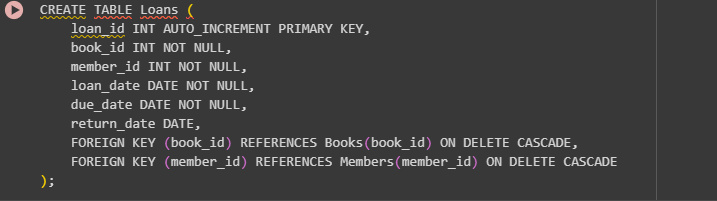 CREATE TABLE Loans (
    loan_id INT AUTO_INCREMENT PRIMARY KEY,
    book_id INT NOT NULL,
    member_id INT NOT NULL,
    loan_date DATE NOT NULL,
    due_date DATE NOT NULL,
    return_date DATE,
    FOREIGN KEY (book_id) REFERENCES Books(book_id) ON DELETE CASCADE,
    FOREIGN KEY (member_id) REFERENCES Members(member_id) ON DELETE CASCADE
);